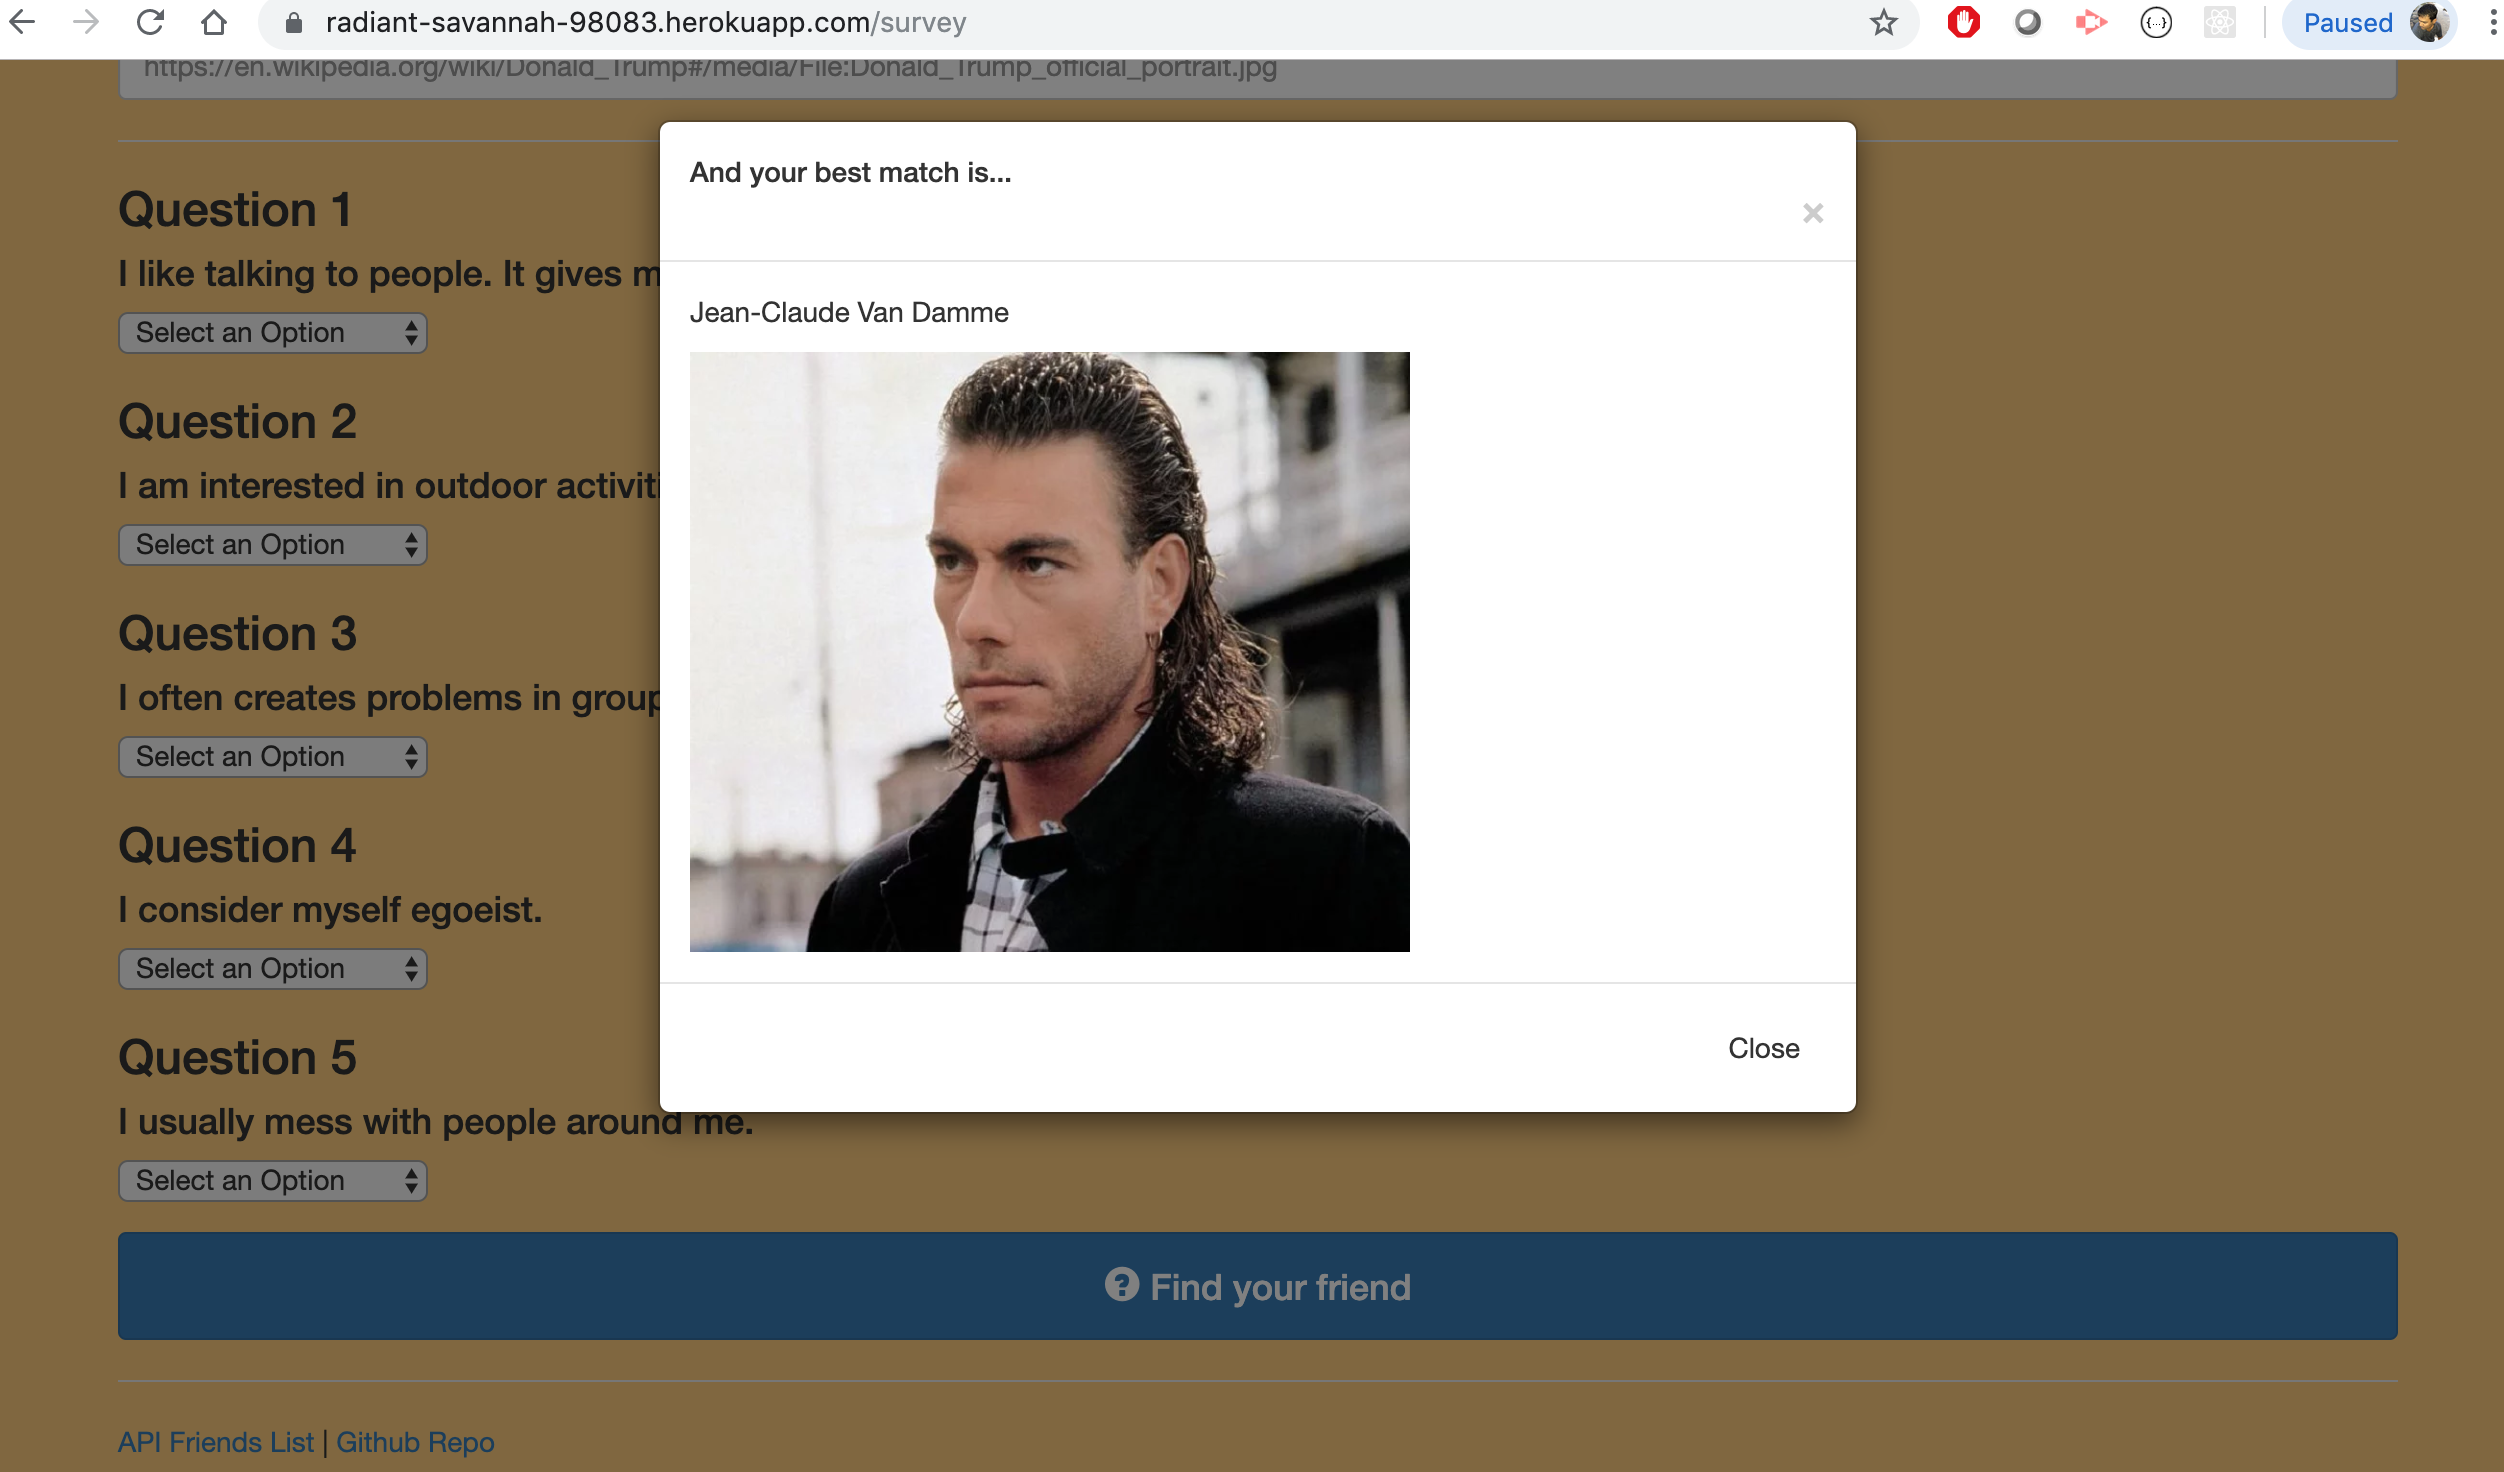 radiant-savannah-98083.herokuapp.com/survey
Paused
https://en.wikipedia.org/wiki/Donald_Trump#/media/File:Donald_Trump_official_portrait.jpg
And your best match is...
×
Jean-Claude Van Damme
Close
Question 1
I like talking to people. It gives
Select an Option
Question 2
I am interested in outdoor
Select an Option
Question 3
I often creates problems in
Select an Option
Question 4
I consider myself egoeist.
Select an Option
Question 5
I usually mess with people around me.
Select an Option
Find your friend
API Friends List | Github Repo